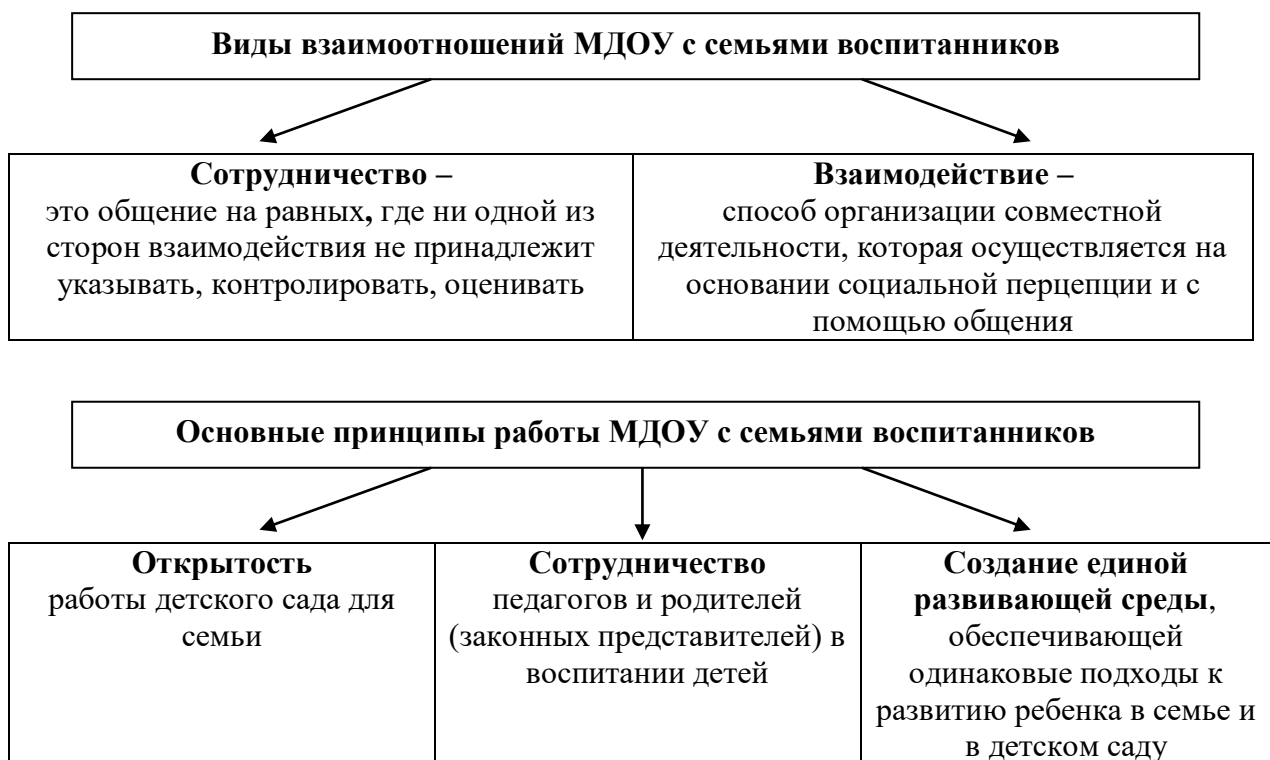 Виды взаимоотношений МДОУ с семьями воспитанников
Сотрудничество –
это общение на равных, где ни одной из
сторон взаимодействия не принадлежит
указывать, контролировать, оценивать
Взаимодействие –
способ организации совместной
деятельности, которая осуществляется на
основании социальной перцепции и с
помощью общения
Основные принципы работы МДОУ с семьями воспитанников
Открытость
работы детского сада для
семьи
Сотрудничество
педагогов и родителей
(законных представителей) в
воспитании детей
Создание единой
развивающей среды,
обеспечивающей
одинаковые подходы к
развитию ребенка в семье и
в детском саду